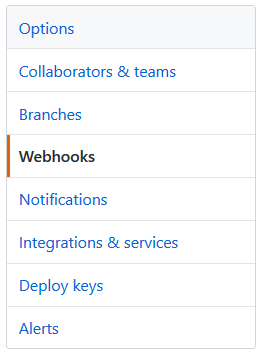 Options
Collaborators & teams
Branches
Webhooks
Notifications
Integrations & services
Deploy keys
Alerts